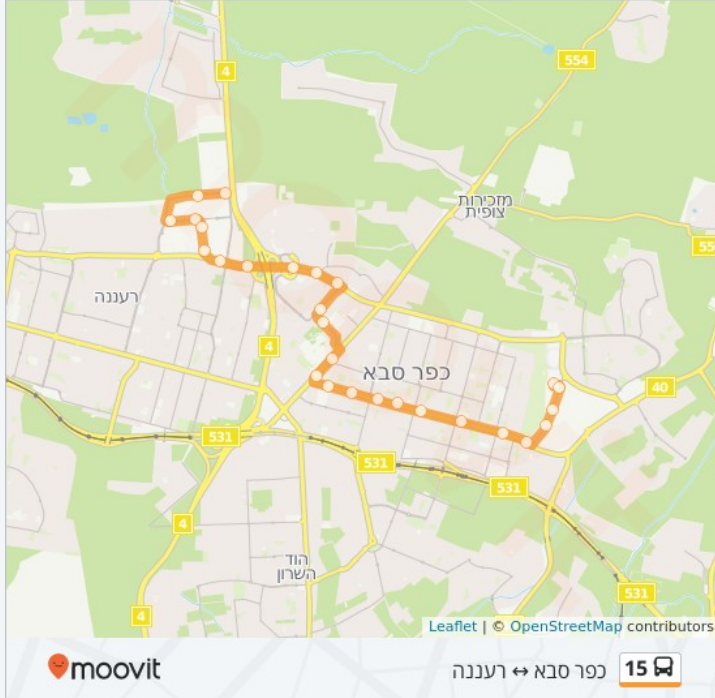 4
554
מזכירות
צופית
55
רעננה
4
כפר סבא
40
531
531
531
4
הוד
השרון
531
4
Leaflet | © OpenStreetMap contributors
moovit
כפר סבא ↔ רעננה 15